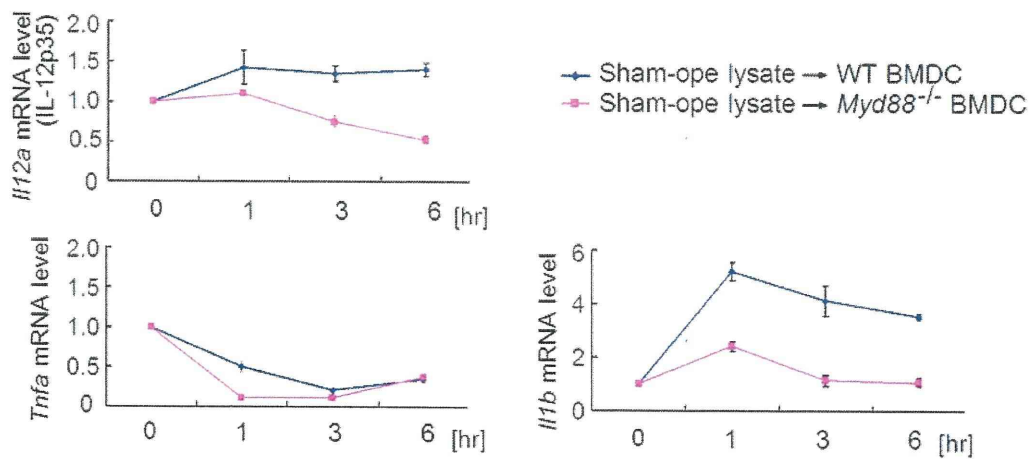 Il12a mRNA level
(IL-12p35)
2.0
1.5
1.0
0.5
0
0 1 3 6 [hr]
Sham-ope lysate → WT BMDC
Sham-ope lysate → Myd88-/- BMDC
Tnfa mRNA level
2.0
1.5
1.0
0.5
0
0 1 3 6 [hr]
Il1b mRNA level
6
4
2
0
0 1 3 6 [hr]